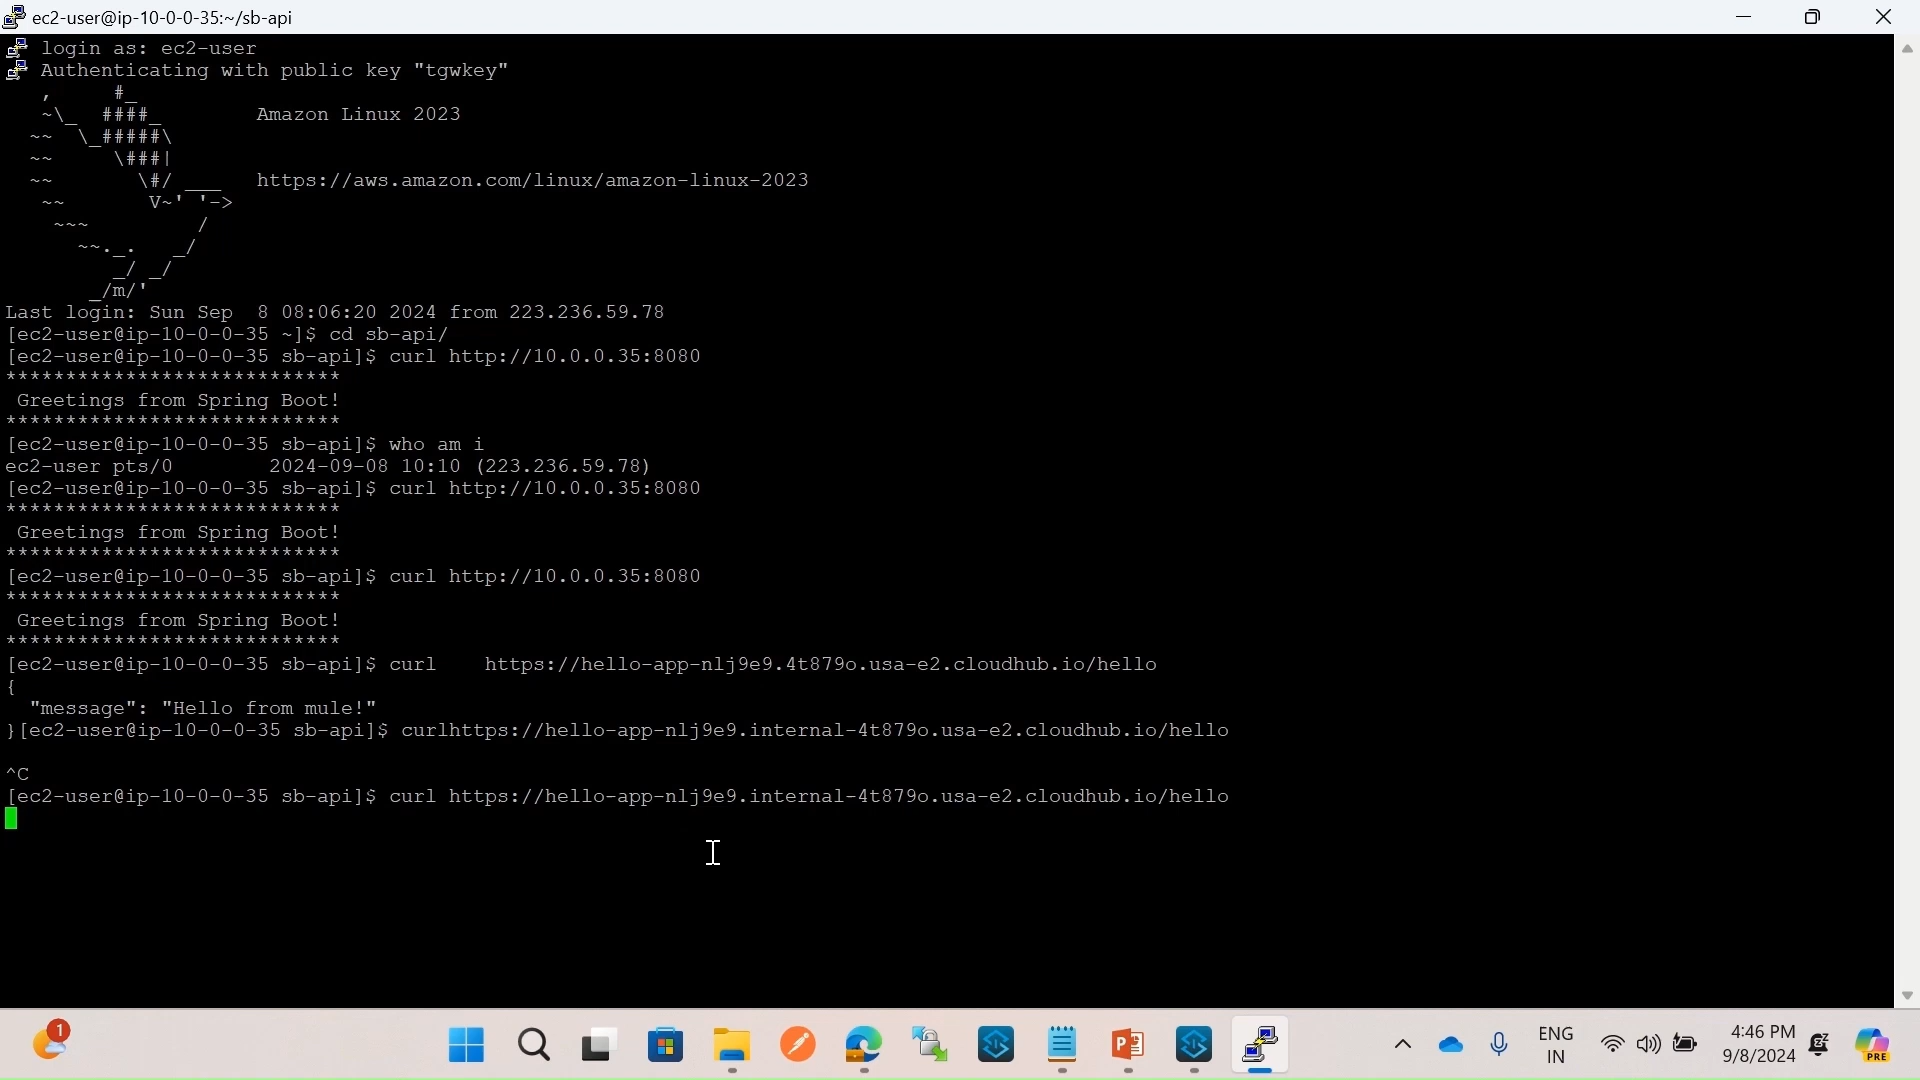 ec2-user@ip-10-0-0-35:~/sb-api
login as: ec2-user
Authenticating with public key "tgwkey"
   ,     #_
   ~\_  ####_        Amazon Linux 2023
  ~~  \_#####\
  ~~     \###|
  ~~       \#/ ___   https://aws.amazon.com/linux/amazon-linux-2023
   ~~       V~' '->
    ~~~         /
      ~~._.   _/
         _/ _/
       _/m/'
Last login: Sun Sep  8 08:06:20 2024 from 223.236.59.78
[ec2-user@ip-10-0-0-35 ~]$ cd sb-api/
[ec2-user@ip-10-0-0-35 sb-api]$ curl http://10.0.0.35:8080
****************************
 Greetings from Spring Boot!
****************************
[ec2-user@ip-10-0-0-35 sb-api]$ who am i
ec2-user pts/0        2024-09-08 10:10 (223.236.59.78)
[ec2-user@ip-10-0-0-35 sb-api]$ curl http://10.0.0.35:8080
****************************
 Greetings from Spring Boot!
****************************
[ec2-user@ip-10-0-0-35 sb-api]$ curl http://10.0.0.35:8080
****************************
 Greetings from Spring Boot!
****************************
[ec2-user@ip-10-0-0-35 sb-api]$ curl    https://hello-app-nlj9e9.4t879o.usa-e2.cloudhub.io/hello
{
  "message": "Hello from mule!"
}[ec2-user@ip-10-0-0-35 sb-api]$ curlhttps://hello-app-nlj9e9.internal-4t879o.usa-e2.cloudhub.io/hello
^C
[ec2-user@ip-10-0-0-35 sb-api]$ curl https://hello-app-nlj9e9.internal-4t879o.usa-e2.cloudhub.io/hello
1
ENG
IN
4:46 PM
9/8/2024
PRE